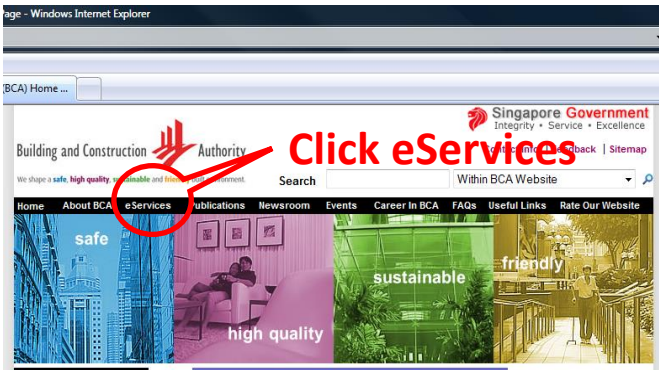 Page - Windows Internet Explorer
(BCA) Home ...
Singapore Government
Integrity • Service • Excellence
Building and Construction Authority
Click eServices
Feedback | Sitemap
We shape a safe, high quality, sustainable and friendly built environment.
Search
Within BCA Website
Home About BCA eServices Publications Newsroom Events Career In BCA FAQs Useful Links Rate Our Website
safe
high quality
sustainable
friendly